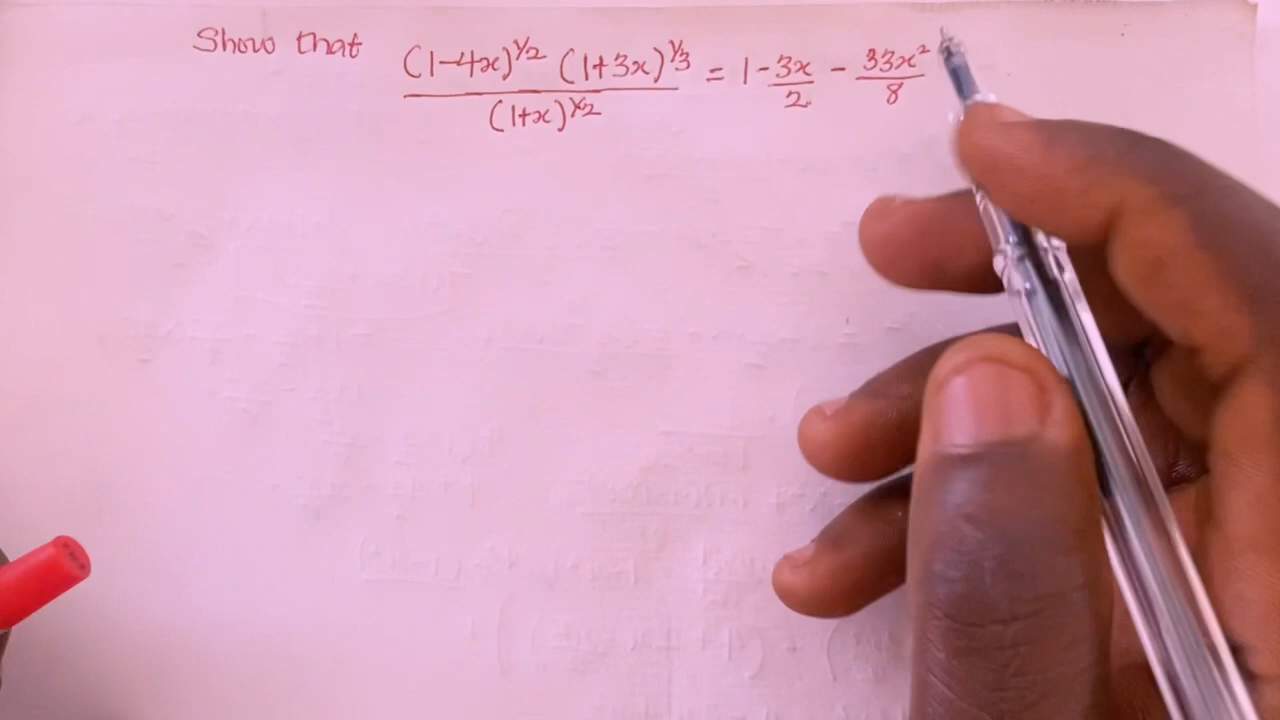 Show that (1-4x)^1/2 (1+3x)^1/3 / (1+x)^1/2 = 1 - 3x/2 - 33x²/8